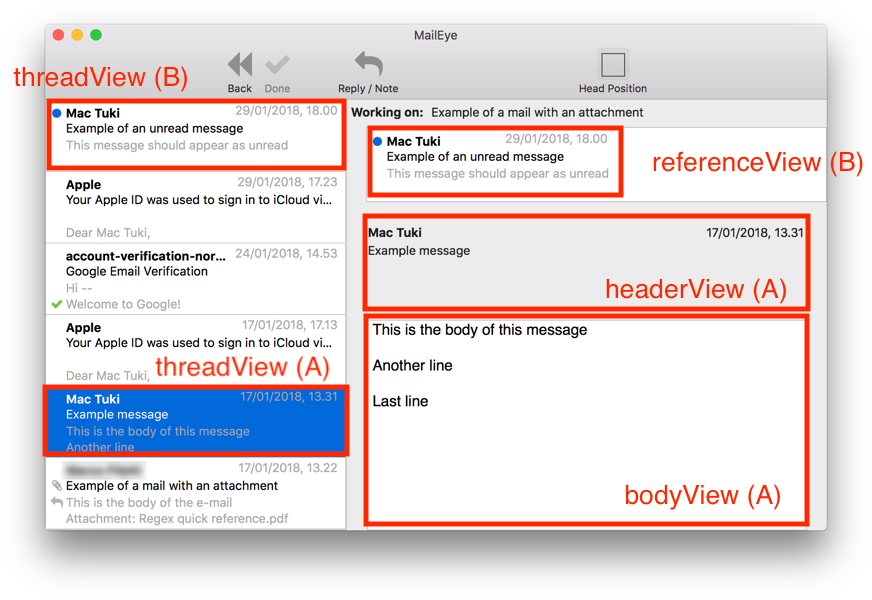 MailEye
Back Done Reply / Note Head Position
threadView (B)
Mac Tuki 29/01/2018, 18.00
Example of an unread message
This message should appear as unread
Apple 29/01/2018, 17.23
Your Apple ID was used to sign in to iCloud vi...
Dear Mac Tuki,
account-verification-nor... 24/01/2018, 14.53
Google Email Verification
Hi --
Welcome to Google!
Apple 17/01/2018, 17.13
Your Apple ID was used to sign in to iCloud vi...
Dear Mac Tuki,
threadView (A)
Mac Tuki 17/01/2018, 13.31
Example message
This is the body of this message
Another line
17/01/2018, 13.22
Example of a mail with an attachment
This is the body of the e-mail
Attachment: Regex quick reference.pdf
Working on: Example of a mail with an attachment
Mac Tuki 29/01/2018, 18.00
Example of an unread message
This message should appear as unread
referenceView (B)
Mac Tuki 17/01/2018, 13.31
Example message
headerView (A)
This is the body of this message
Another line
Last line
bodyView (A)